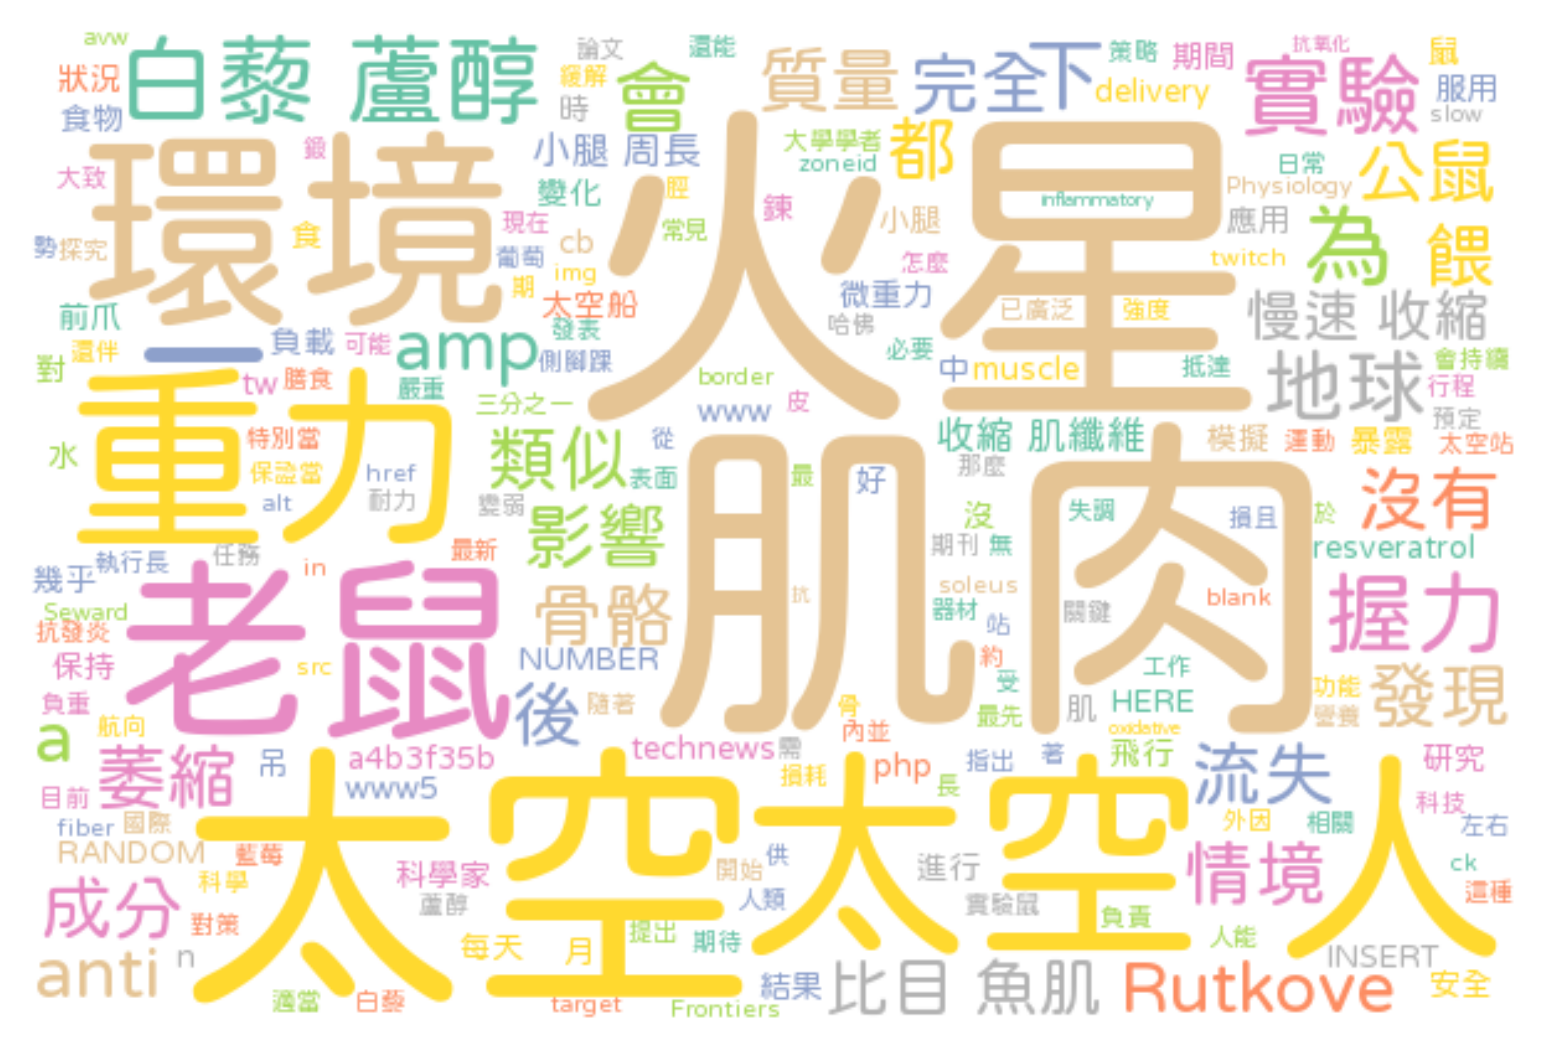 avw
白藜 蘆醇
論文
還能
會
質量
完全
下
策略
期間
抗氧化
實驗
鼠
狀況
緩解
時
delivery
服用
食物
slow
環境
鍛
小腿 周長
火星
大學學者
zoneid
都
日常
公鼠
大致
變化
脛
鍊
inflammatory
Physiology
勢
探究
食
現在
葡萄
cb
img
常見
小腿
應用
為
餵
怎麼
twitch
期
太空船
微重力
已廣泛
強度
慢速 收縮
前爪
一
負載
可能
amp
發表
側腳踝
哈佛
必要
對
還伴
中
muscle
抵達
地球
會持續
tw
膳食
嚴重
border
行程
重力
三分之一
www
皮
預定
水
特別當
保證當
href
alt
耐力
類似
從
表面
收縮 肌纖維
模擬
運動
暴露
太空站
那麼
肌肉
最
好
變弱
影響
沒
失調
損且
於
沒有
期刊
無
resveratrol
幾乎
執行長
任務
最新
in
老鼠
Seward
抗發炎
骨骼
抗
soleus
器材
站
關鍵
blank
握力
保持
src
NUMBER
約
工作
負重
後
隨著
骨
受
最先
肌
HERE
功能
營養
發現
航向
內並
oxidative
a
萎縮
吊
a4b3f35b
technews
需
指出
著
飛行
流失
研究
目前
www5
損耗
php
長
科技
fiber
國際
太空
太空人
外因
相關
左右
RANDOM
藍莓
科學家
開始
供
進行
情境
ck
成分
科學
蘆醇
人類
實驗鼠
負責
這種
對策
每天
月
提出
期待
人能
anti
n
INSERT
適當
白藜
target
Frontiers
結果
比目 魚肌
Rutkove
安全